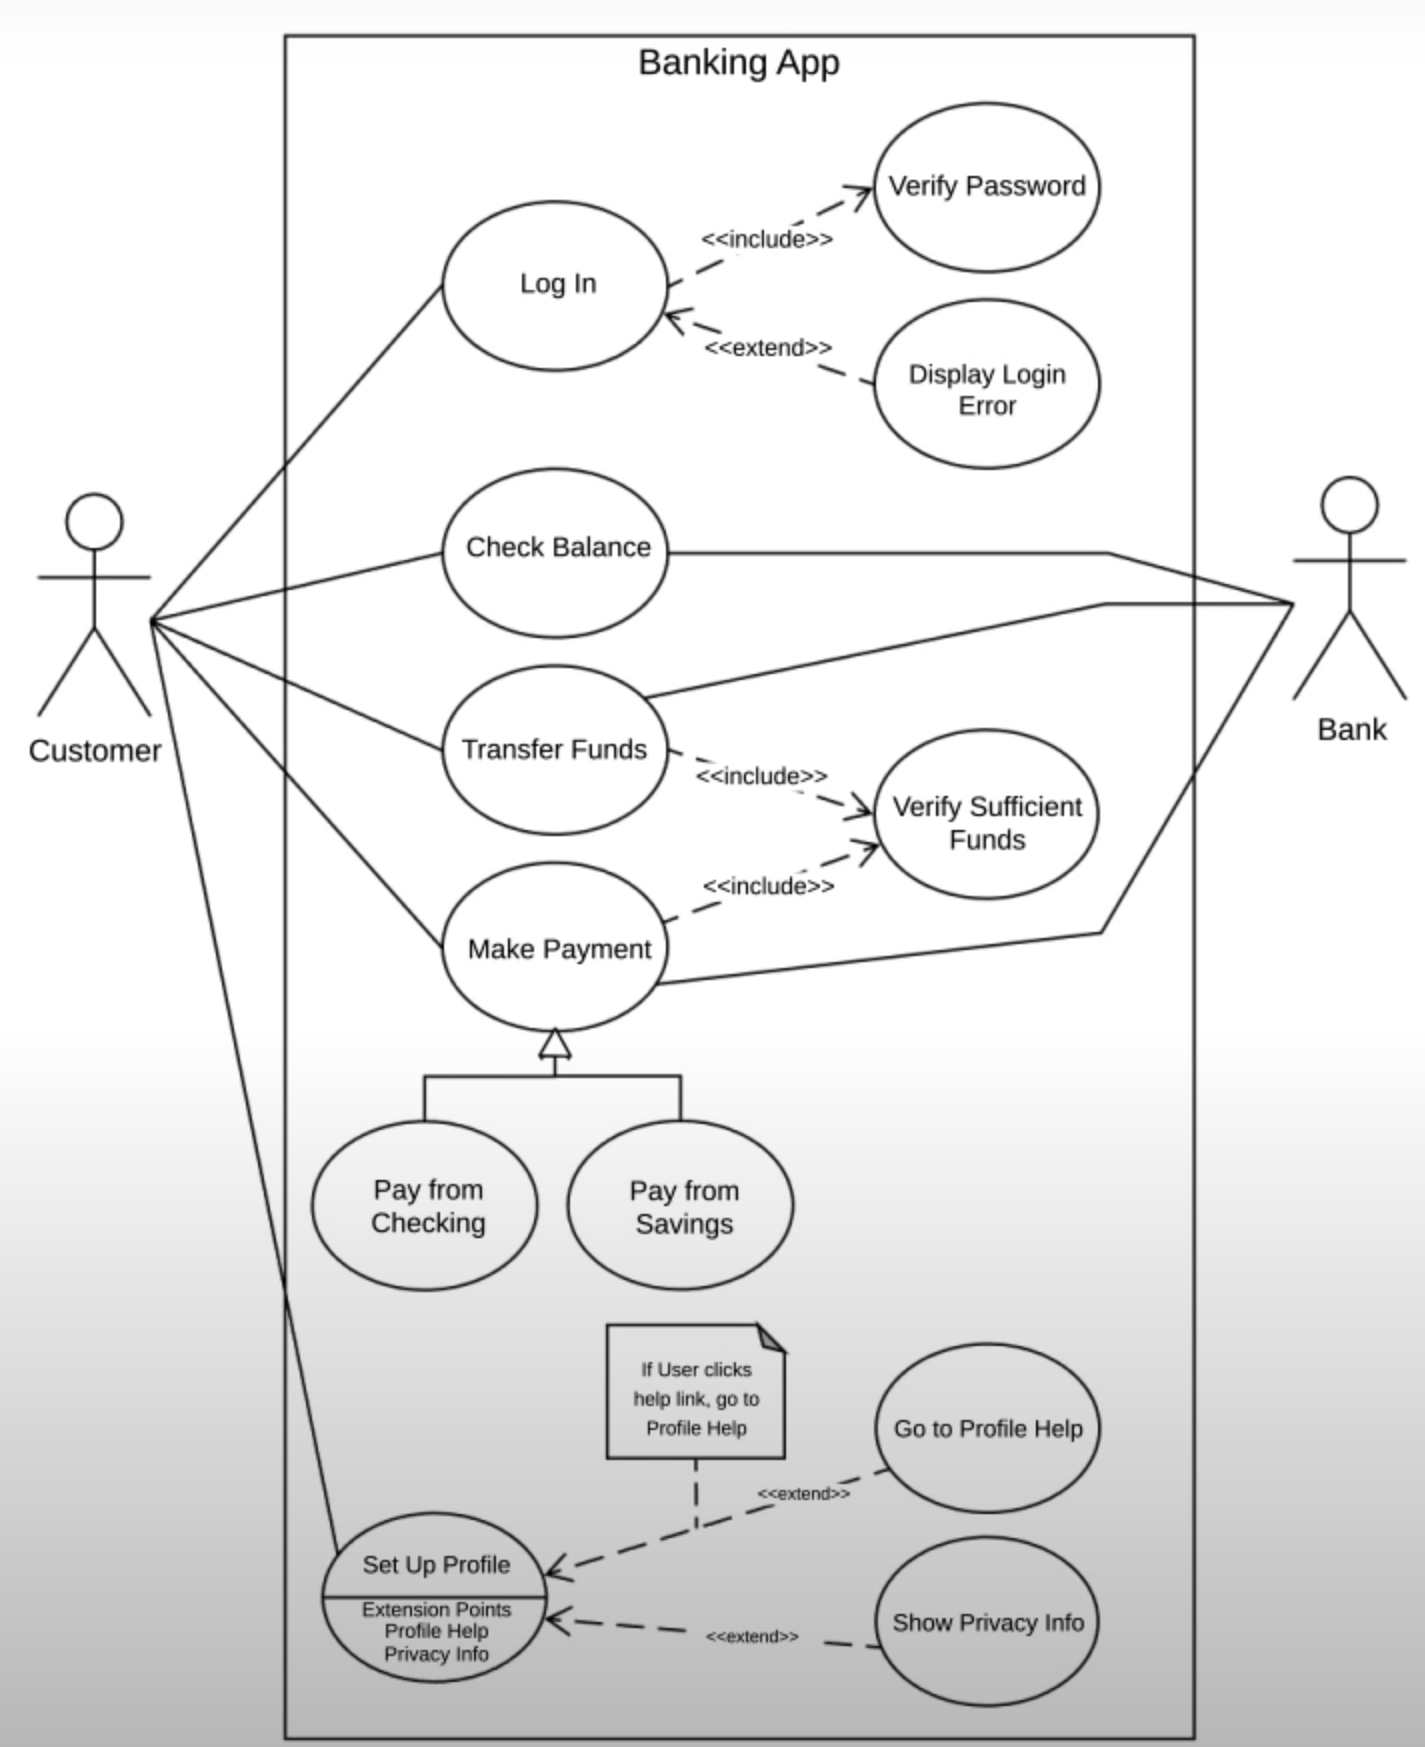 Banking App
Verify Password
<<include>>
Log In
<<extend>>
Display Login
Error
Check Balance
Customer
Bank
Transfer Funds
<<include>>
Verify Sufficient
Funds
<<include>>
Make Payment
Pay from
Checking
Pay from
Savings
If User clicks
help link, go to
Profile Help
Go to Profile Help
<<extend>>
Set Up Profile
Extension Points
Profile Help
Privacy Info
<<extend>>
Show Privacy Info